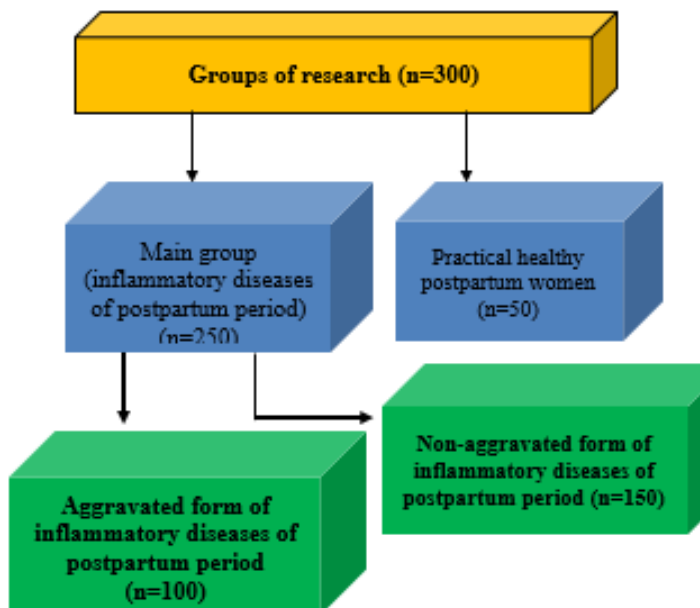 Groups of research (n=300)
Main group
(inflammatory diseases
of postpartum period)
(n=250)
Practical healthy
postpartum women
(n=50)
Non-aggravated form of
inflammatory diseases of
postpartum period (n=150)
Aggravated form of
inflammatory diseases of
postpartum period
(n=100)